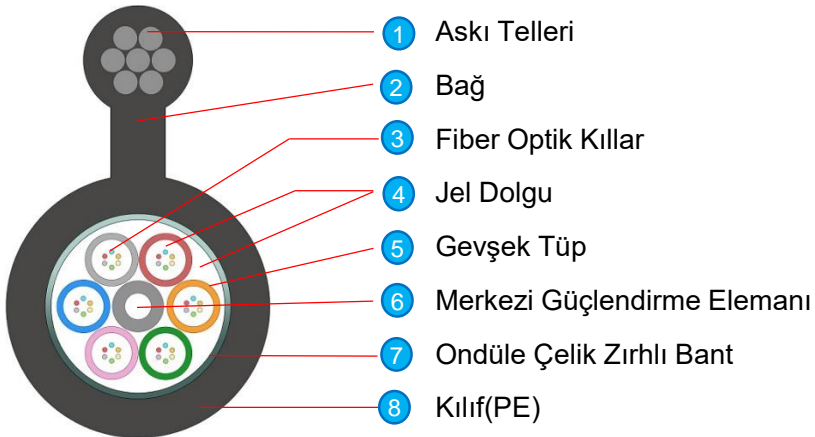 1 Askı Telleri
2 Bağ
3 Fiber Optik Kıllar
4 Jel Dolgu
5 Gevşek Tüp
6 Merkezi Güçlendirme Elemanı
7 Ondüle Çelik Zırhlı Bant
8 Kılıf(PE)